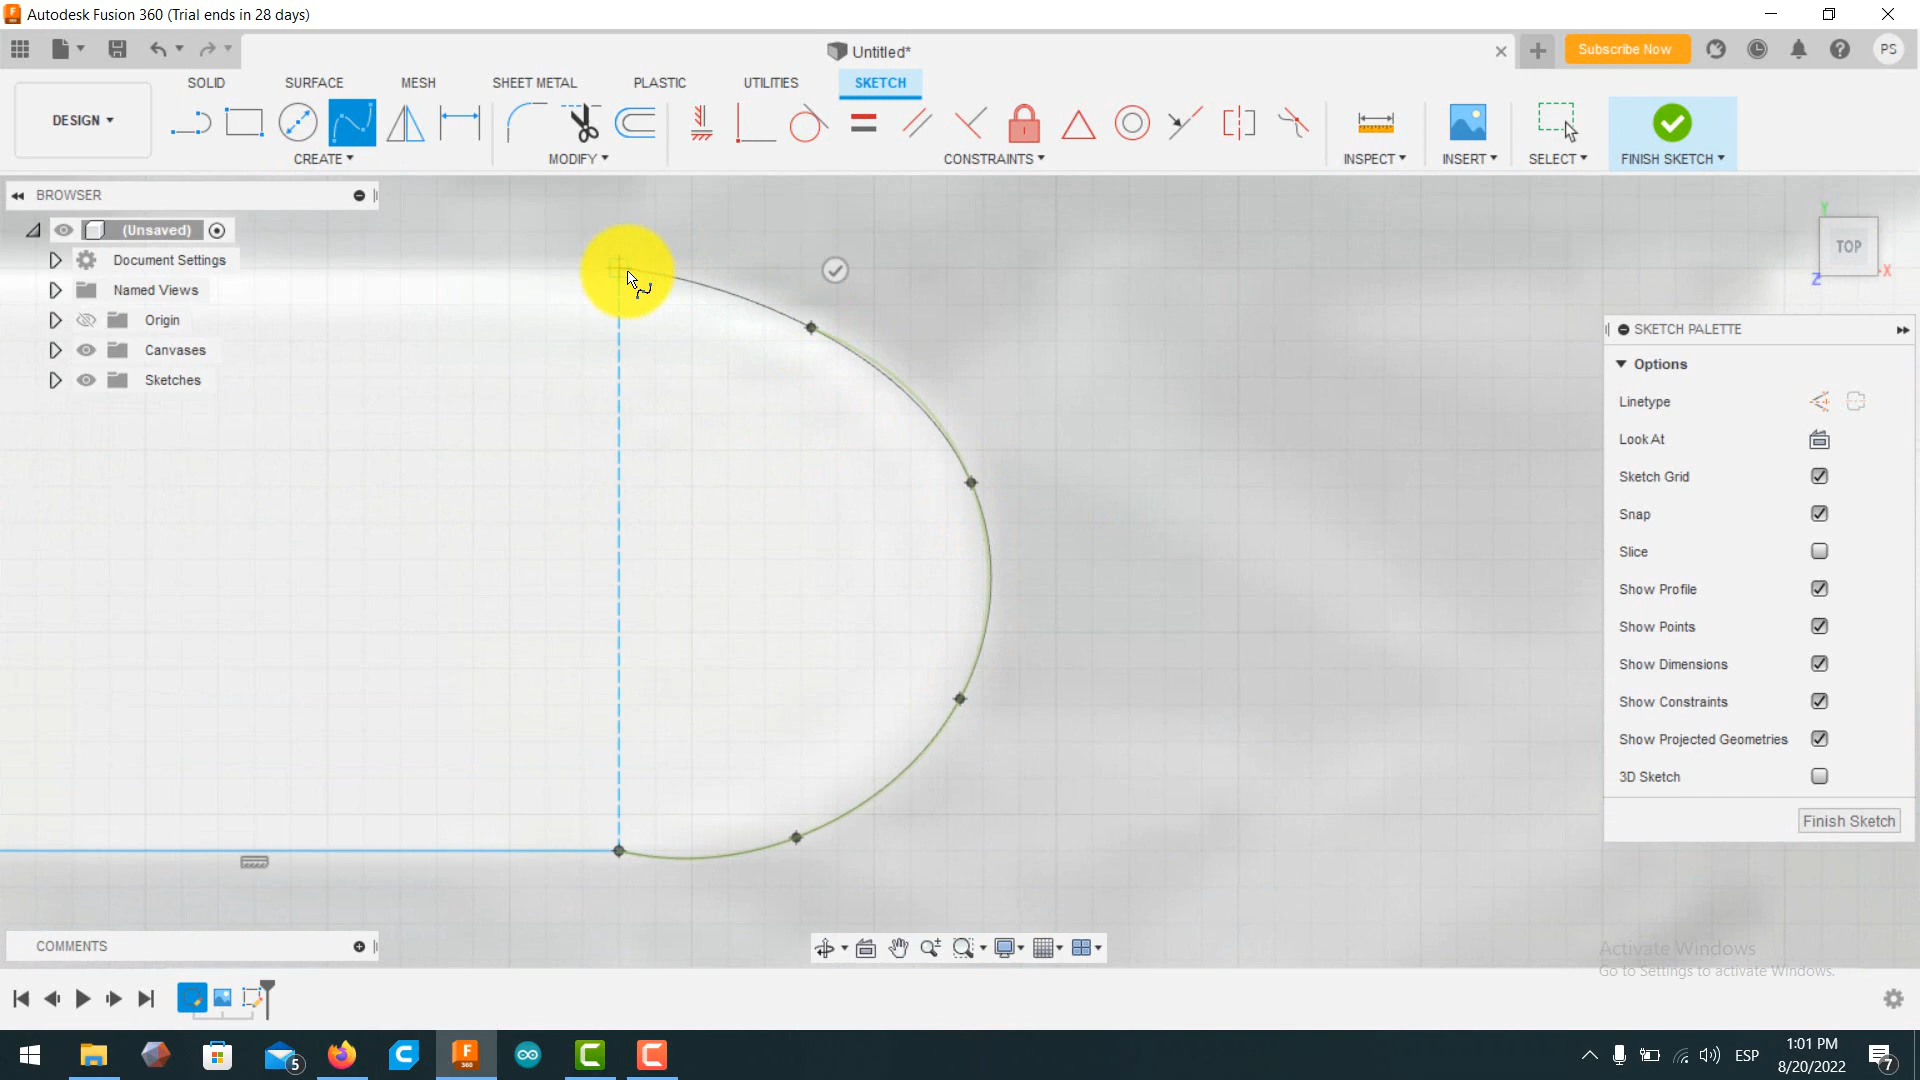 Autodesk Fusion 360 (Trial ends in 28 days)
Untitled*
Subscribe Now
PS
SOLID
SURFACE
MESH
SHEET METAL
PLASTIC
UTILITIES
SKETCH
DESIGN
CREATE
MODIFY
CONSTRAINTS
INSPECT
INSERT
SELECT
FINISH SKETCH
BROWSER
(Unsaved)
Document Settings
Named Views
Origin
Canvases
Sketches
Y
TOP
X
Z
SKETCH PALETTE
Options
Linetype
Look At
Sketch Grid
Snap
Slice
Show Profile
Show Points
Show Dimensions
Show Constraints
Show Projected Geometries
3D Sketch
Finish Sketch
COMMENTS
Activate Windows
Go to Settings to activate Windows.
5
F
360
ESP
1:01 PM
8/20/2022
7